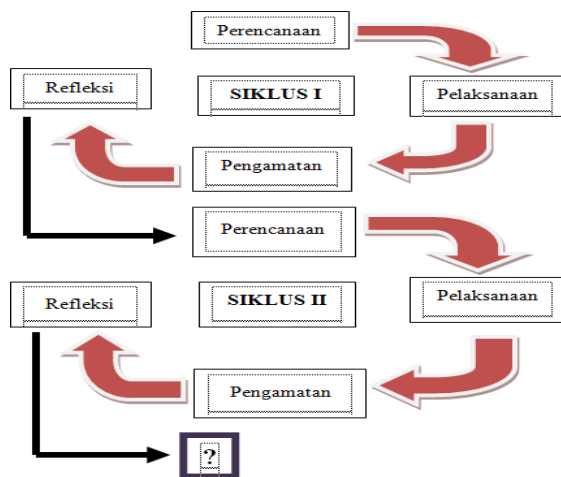 Perencanaan
Refleksi
SIKLUS I
Pelaksanaan
Pengamatan
Perencanaan
Refleksi
SIKLUS II
Pelaksanaan
Pengamatan
?